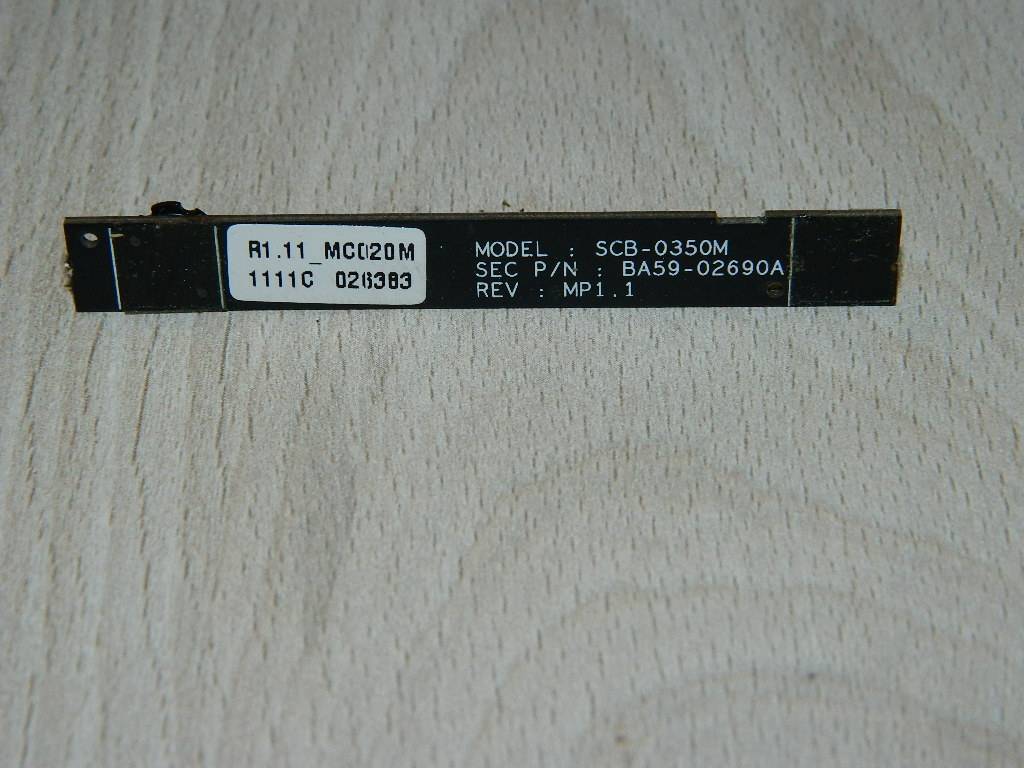 R1.11_MC020M
1111C 026383
MODEL : SCB-0350M
SEC P/N : BA59-02690A
REV : MP1.1